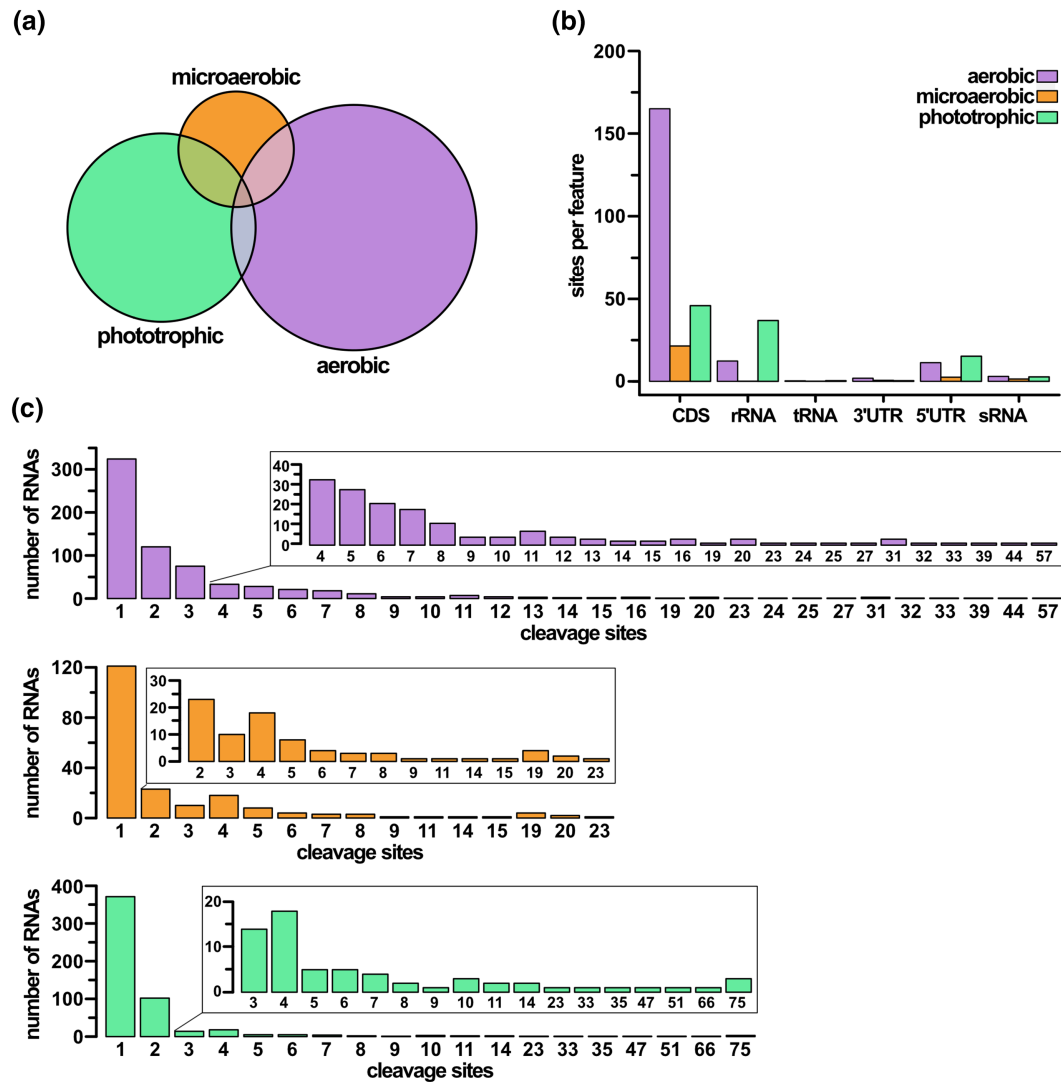 (a)
microaerobic
phototrophic
aerobic
(b)
200
150
100
50
0
sites per feature
aerobic
microaerobic
phototrophic
CDS rRNA tRNA 3'UTR 5'UTR sRNA
(c)
number of RNAs
300
200
100
0
40
30
20
10
0
4 5 6 7 8 9 10 11 12 13 14 15 16 19 20 23 24 25 27 31 32 33 39 44 57
1 2 3 4 5 6 7 8 9 10 11 12 13 14 15 16 19 20 23 24 25 27 31 32 33 39 44 57
cleavage sites
number of RNAs
120
80
40
0
30
20
10
0
2 3 4 5 6 7 8 9 11 14 15 19 20 23
1 2 3 4 5 6 7 8 9 11 14 15 19 20 23
cleavage sites
number of RNAs
400
300
200
100
0
20
10
0
3 4 5 6 7 8 9 10 11 14 23 33 35 47 51 66 75
1 2 3 4 5 6 7 8 9 10 11 14 23 33 35 47 51 66 75
cleavage sites